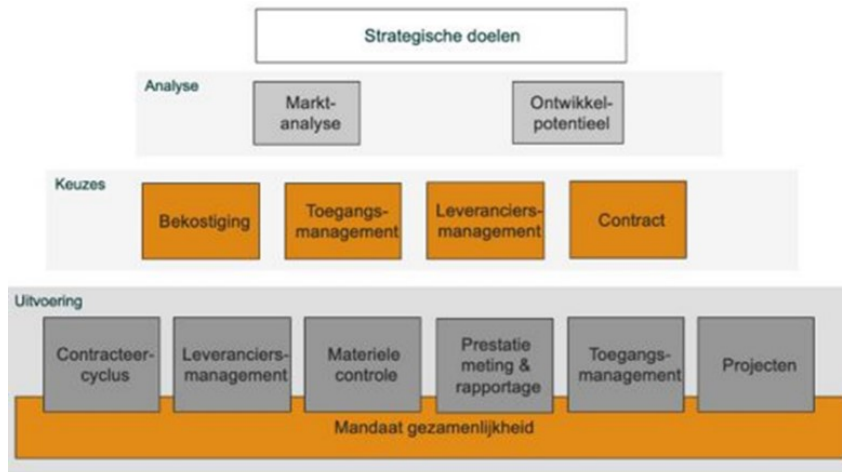 Strategische doelen
Analyse
Markt-
analyse
Ontwikkel-
potentieel
Keuzes
Bekostiging
Toegangs-
management
Leveranciers-
management
Contract
Uitvoering
Contracteer-
cyclus
Leveranciers-
management
Materiele
controle
Prestatie
meting &
rapportage
Toegangs-
management
Projecten
Mandaat gezamenlijkheid